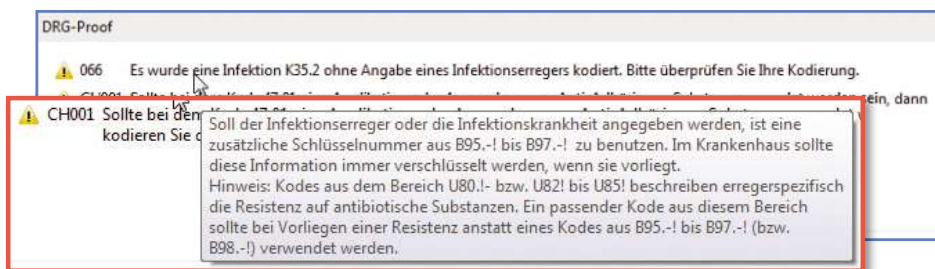 DRG-Proof
066 Es wurde eine Infektion K35.2 ohne Angabe eines Infektionserregers kodiert. Bitte überprüfen Sie Ihre Kodierung.
sein, dann
CH001 Sollte bei dem
kodieren Sie
Soll der Infektionserreger oder die Infektionskrankheit angegeben werden, ist eine
zusätzliche Schlüsselnummer aus B95.-! bis B97.-! zu benutzen. Im Krankenhaus sollte
diese Information immer verschlüsselt werden, wenn sie vorliegt.
Hinweis: Kodes aus dem Bereich U80.!- bzw. U82! bis U85! beschreiben erregerspezifisch
die Resistenz auf antibiotische Substanzen. Ein passender Kode aus diesem Bereich
sollte bei Vorliegen einer Resistenz anstatt eines Kodes aus B95.-! bis B97.-! (bzw.
B98.-!) verwendet werden.